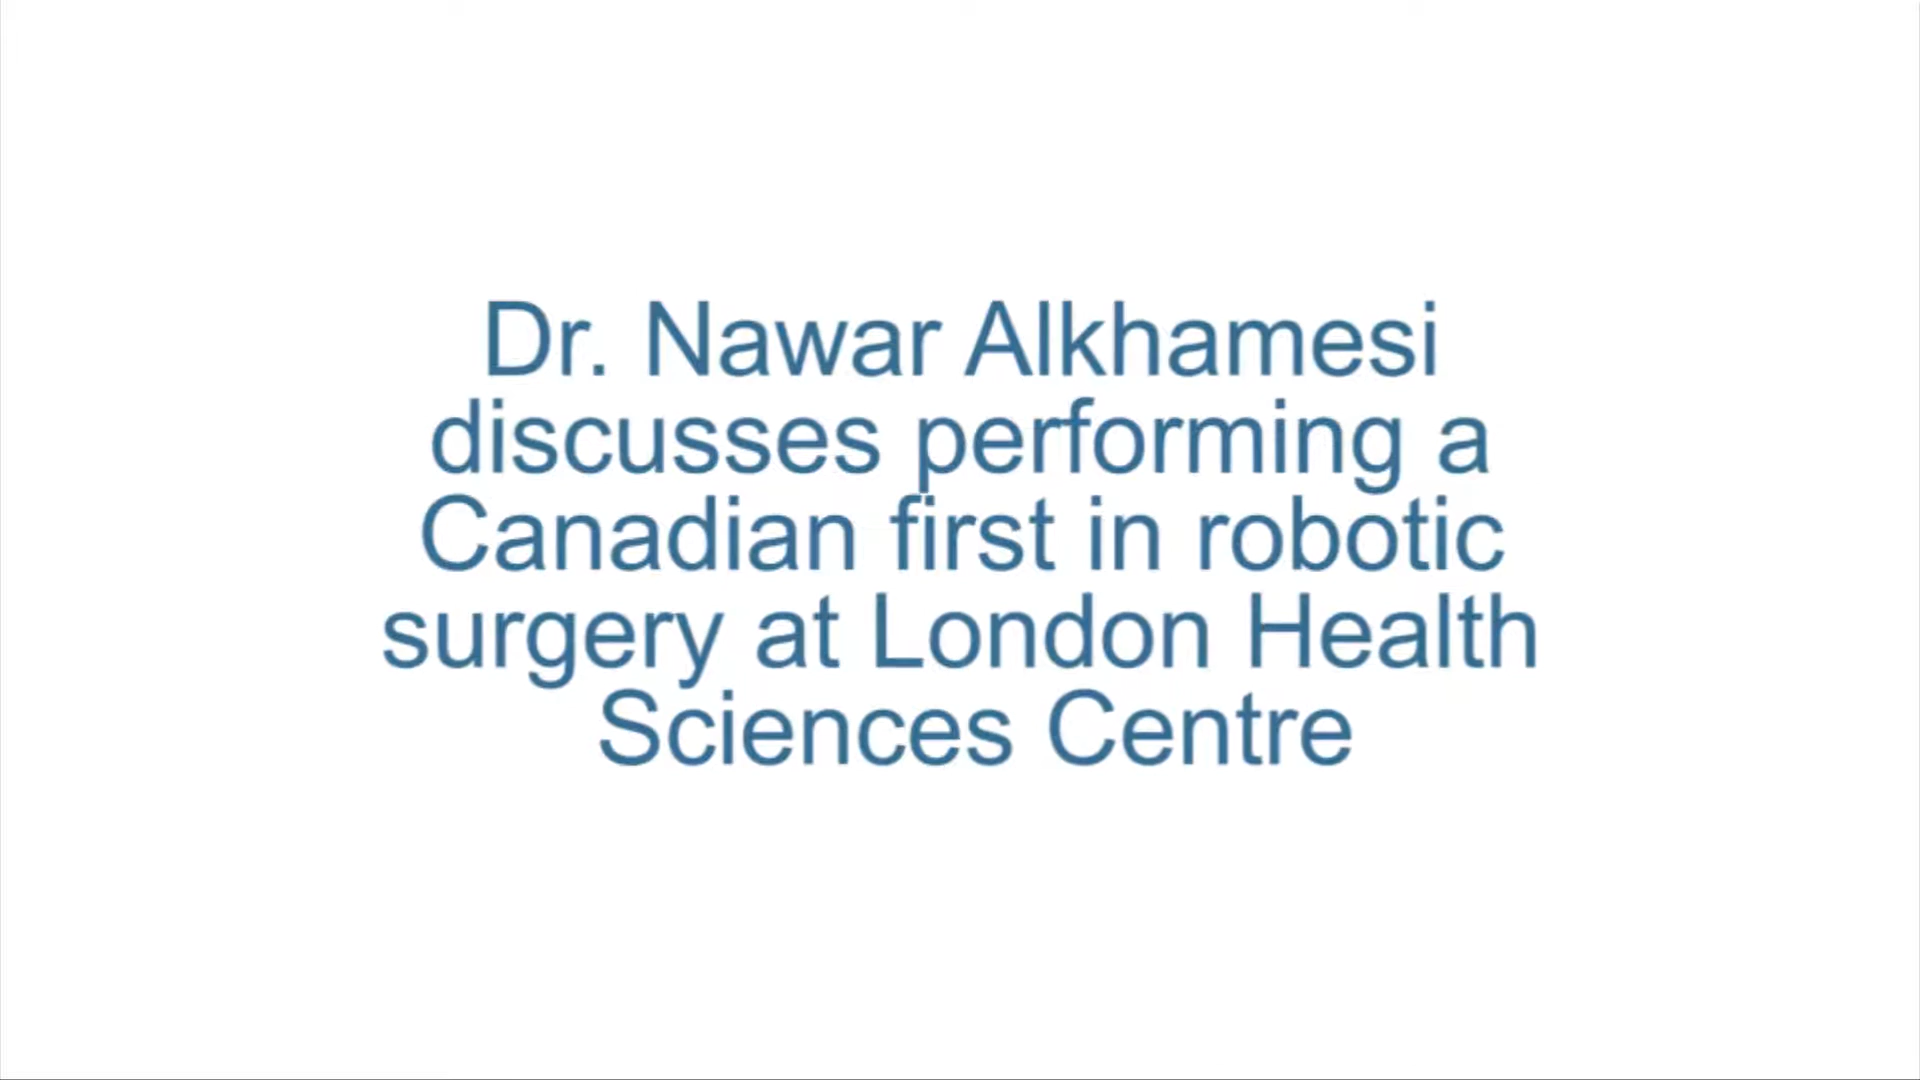 Dr. Nawar Alkhamesi
discusses performing a
Canadian first in robotic
surgery at London Health
Sciences Centre